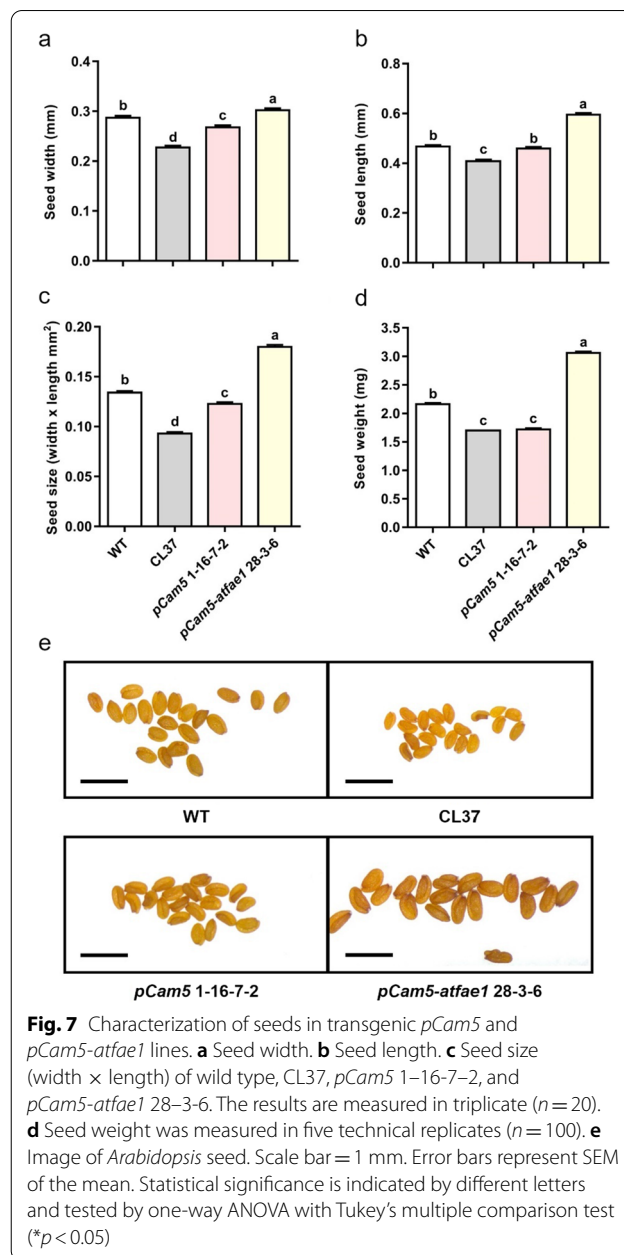 a
Seed width (mm)
0.4
0.3
0.2
0.1
0.0
b
d
c
a
b
Seed length (mm)
0.8
0.6
0.4
0.2
0.0
b
c
b
a
c
Seed size (width x length mm²)
0.20
0.15
0.10
0.05
0.00
b
d
c
a
WT
CL37
pCam5 1-16-7-2
pCam5-atfae1 28-3-6
d
Seed weight (mg)
3.5
3.0
2.5
2.0
1.5
1.0
0.5
0.0
b
c
c
a
WT
CL37
pCam5 1-16-7-2
pCam5-atfae1 28-3-6
e
WT
CL37
pCam5 1-16-7-2
pCam5-atfae1 28-3-6
Fig. 7 Characterization of seeds in transgenic pCam5 and
pCam5-atfae1 lines. a Seed width. b Seed length. c Seed size
(width × length) of wild type, CL37, pCam5 1–16-7–2, and
pCam5-atfae1 28–3-6. The results are measured in triplicate (n = 20).
d Seed weight was measured in five technical replicates (n = 100). e
Image of Arabidopsis seed. Scale bar = 1 mm. Error bars represent SEM
of the mean. Statistical significance is indicated by different letters
and tested by one-way ANOVA with Tukey's multiple comparison test
(*p < 0.05)